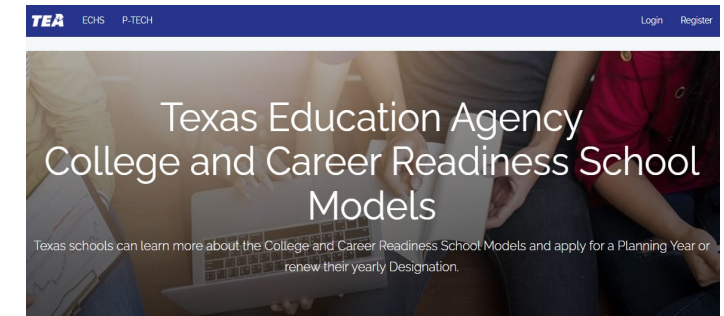 TEA ECHS P-TECH Login Register
Texas Education Agency
College and Career Readiness School
Models
Texas schools can learn more about the College and Career Readiness School Models and apply for a Planning Year or
renew their yearly Designation.